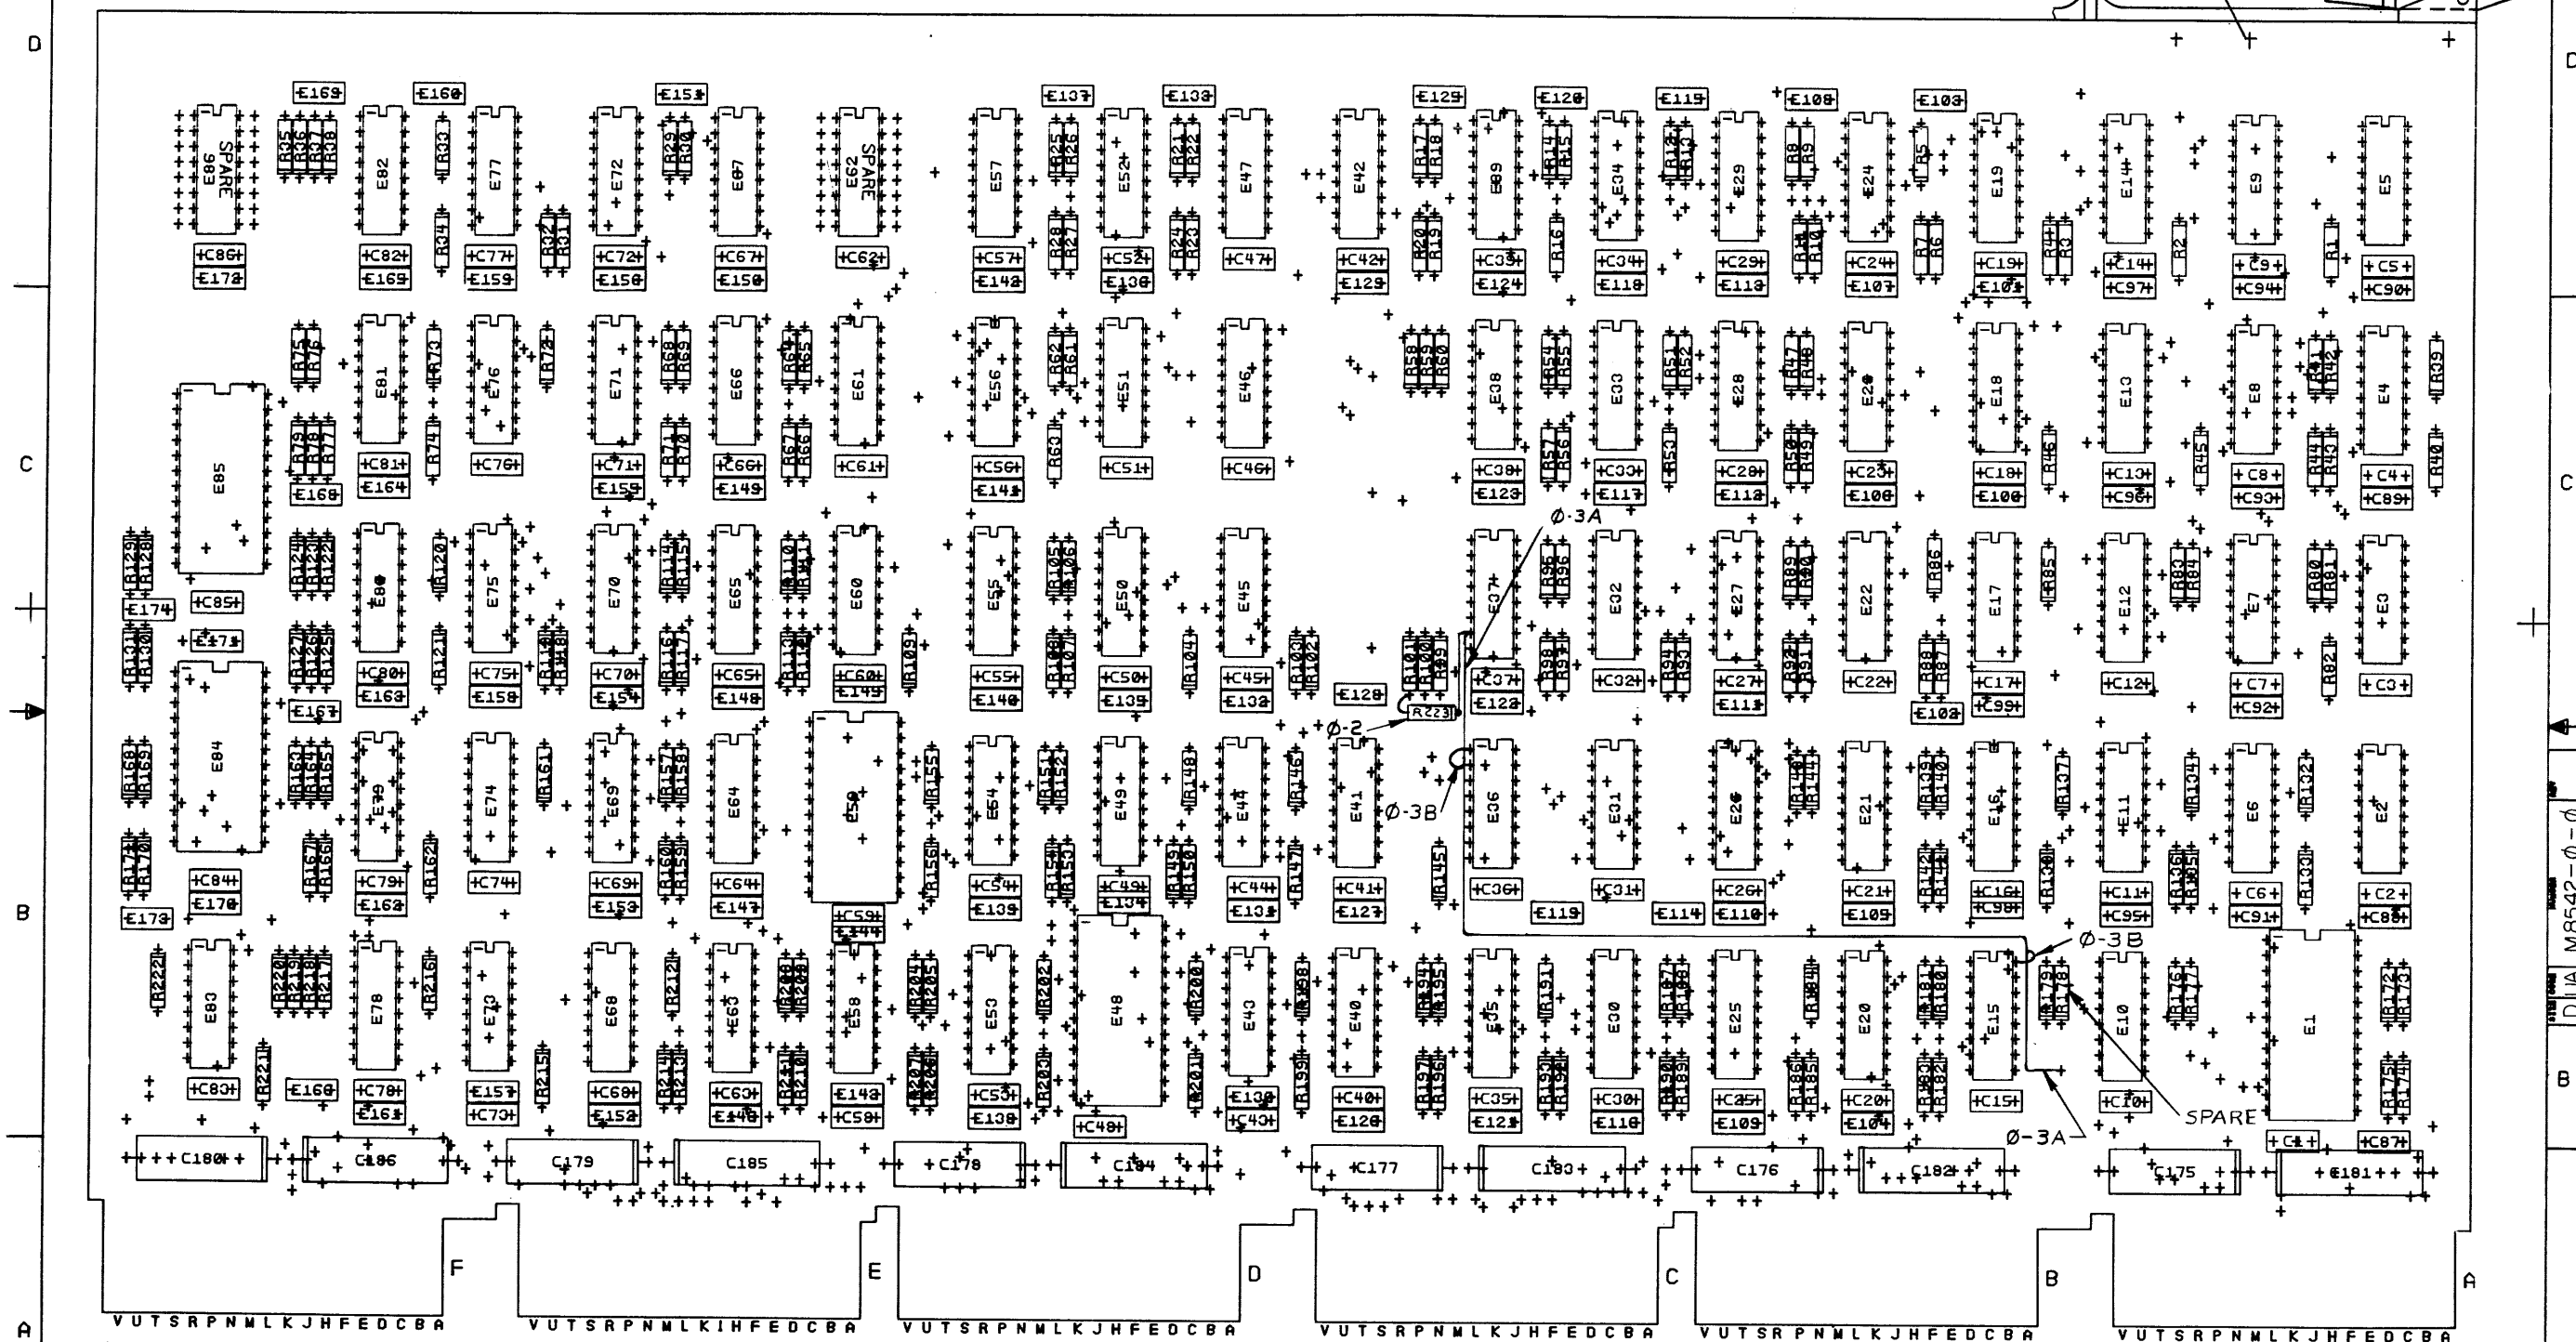 D
D
E169 E160 E151 E137 E133 E129 E120 E115 E108 E103
R35 R36 R37 R38 R33 R29 R30 R25 R26 R21 R22 R17 R18 R14 R15 R12 R13 R8 R9 R5
E86 SPARE E82 E77 E72 E67 E62 SPARE E57 E52 E47 E42 E39 E34 E29 E24 E19 E14 E9 E5
R34 R32 R31 R28 R27 R24 R23 R20 R19 R16 R11 R10 R7 R6 R4 R3 R2 R1
C86 C82 C77 C72 C67 C62 C57 C52 C47 C42 C39 C34 C29 C24 C19 C14 C9 C5
E172 E165 E159 E156 E150 E142 E136 E129 E124 E118 E113 E107 C97 C94 C90
R75 R76 R73 R72 R68 R69 R64 R65 R62 R61 R58 R59 R60 R54 R55 R51 R52 R47 R48 R41 R42 R39
E85 E81 E76 E71 E66 E61 E56 E51 E46 E38 E33 E28 E18 E13 E8 E4
R79 R78 R77 R74 R71 R70 R67 R66 R63 R57 R56 R53 R50 R49 R46 R45 R44 R43 R40
C
C
C81 C76 C71 C66 C61 C56 C51 C46 C38 C33 C28 C23 C18 C13 C8 C4
E168 E164 E155 E149 E141 E123 E117 E112 E106 E100 C96 C93 C89
Ø-3A
R129 R128 R124 R123 R122 R120 R114 R115 R110 R111 R105 R106 R95 R96 R89 R90 R86 R85 R83 R84 R80 R81
E80 E75 E70 E65 E60 E55 E50 E45 E37 E32 E27 E22 E17 E12 E7 E3
E174 C85
E171
R131 R130 R127 R126 R125 R121 R119 R118 R116 R117 R113 R112 R109 R108 R107 R104 R103 R102 R101 R100 R99 R98 R97 R94 R93 R92 R91 R88 R87 R82
C80 C75 C70 C65 C60 C55 C50 C45 C37 C32 C27 C22 C17 C12 C7 C3
E163 E158 E154 E148 E145 E140 E135 E132 E128 E122 E111 E102 C99 C92
E167
R223
Ø-2
R168 R169 R163 R164 R165 R161 R157 R158 R155 R151 R152 R148 R146 R144 R139 R140 R137 R134 R132
E84 E79 E74 E69 E64 E59 E54 E49 E44 E41 E36 E31 E26 E21 E16 E11 E6 E2
Ø-3B
R171 R170 R167 R166 R162 R160 R159 R156 R154 R153 R149 R150 R147 R145 R142 R141 R138 R136 R135 R133
C84 C79 C74 C69 C64 C54 C49 C44 C41 C36 C31 C26 C21 C16 C11 C6 C2
B
E173 E170 E162 E153 E147 C59 E144 E139 E134 E131 E127 E119 E114 E110 E105 C98 C95 C91 C88
M8542-Ø-Ø
Ø-3B
R222 R220 R219 R218 R217 R216 R212 R208 R209 R204 R205 R202 R200 R198 R194 R195 R191 R187 R188 R184 R181 R180 R179 R178 R176 R177 R172 R173
D UA
E83 E78 E73 E68 E63 E58 E53 E48 E43 E40 E35 E30 E25 E20 E15 E10 E1
B
R221 R215 R214 R213 R211 R210 R207 R206 R203 R201 R199 R197 R196 R193 R192 R190 R189 R186 R185 R183 R182 R175 R174
C83 E166 C78 E157 C68 C63 E143 C53 E130 C40 C35 C30 C25 C20 C15 C10
E161 C73 E152 E146 C58 E138 C48 C43 E126 E121 E116 E109 E104
SPARE
Ø-3A
C1 C87
C180 C186 C179 C185 C178 C184 C177 C183 C176 C182 C175 C181
F E D C B A
A
V U T S R P N M L K J H F E D C B A V U T S R P N M L K I H F E D C B A V U T S R P N M L K J H F E D C B A V U T S R P N M L K J H F E D C B A V U T S R P N M L K J H F E D C B A V U T S R P N M L K J H F E D C B A